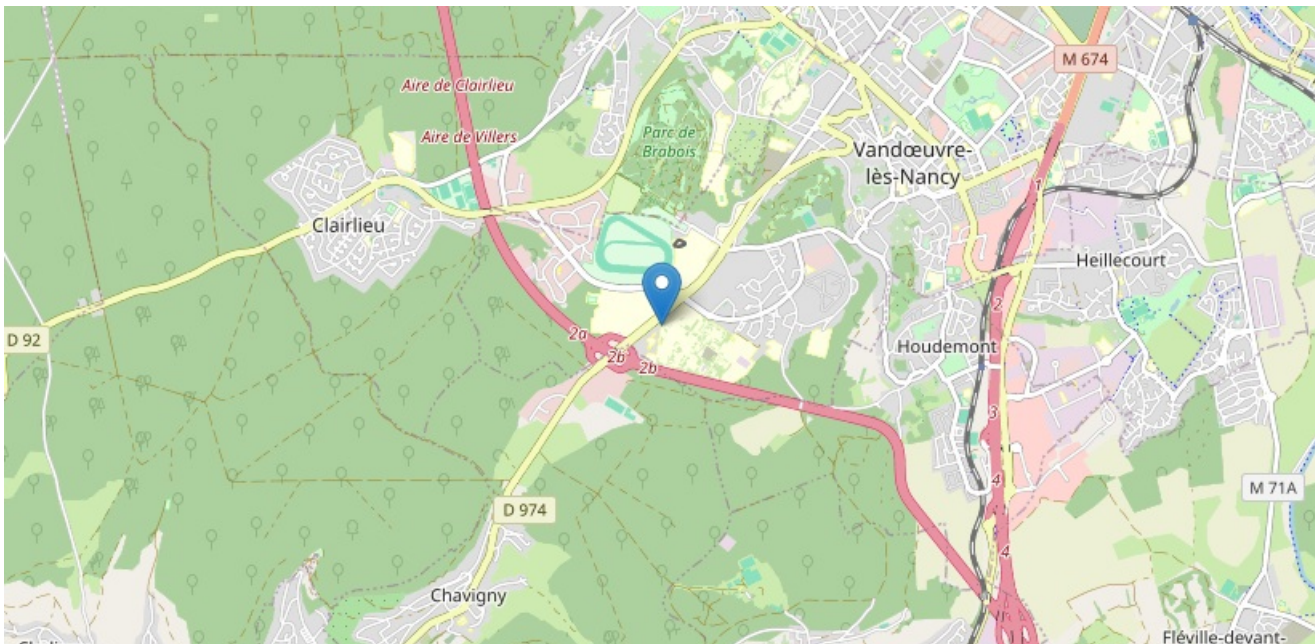 M 674
Aire de Clairlieu
Aire de Villers
Parc de
Brabois
Vandœuvre-
lès-Nancy
1
Clairlieu
Heillecourt
2
D 92
2a
2b
2b
Houdemont
3
4
M 71A
D 974
4
Chavigny
Fléville-devant-